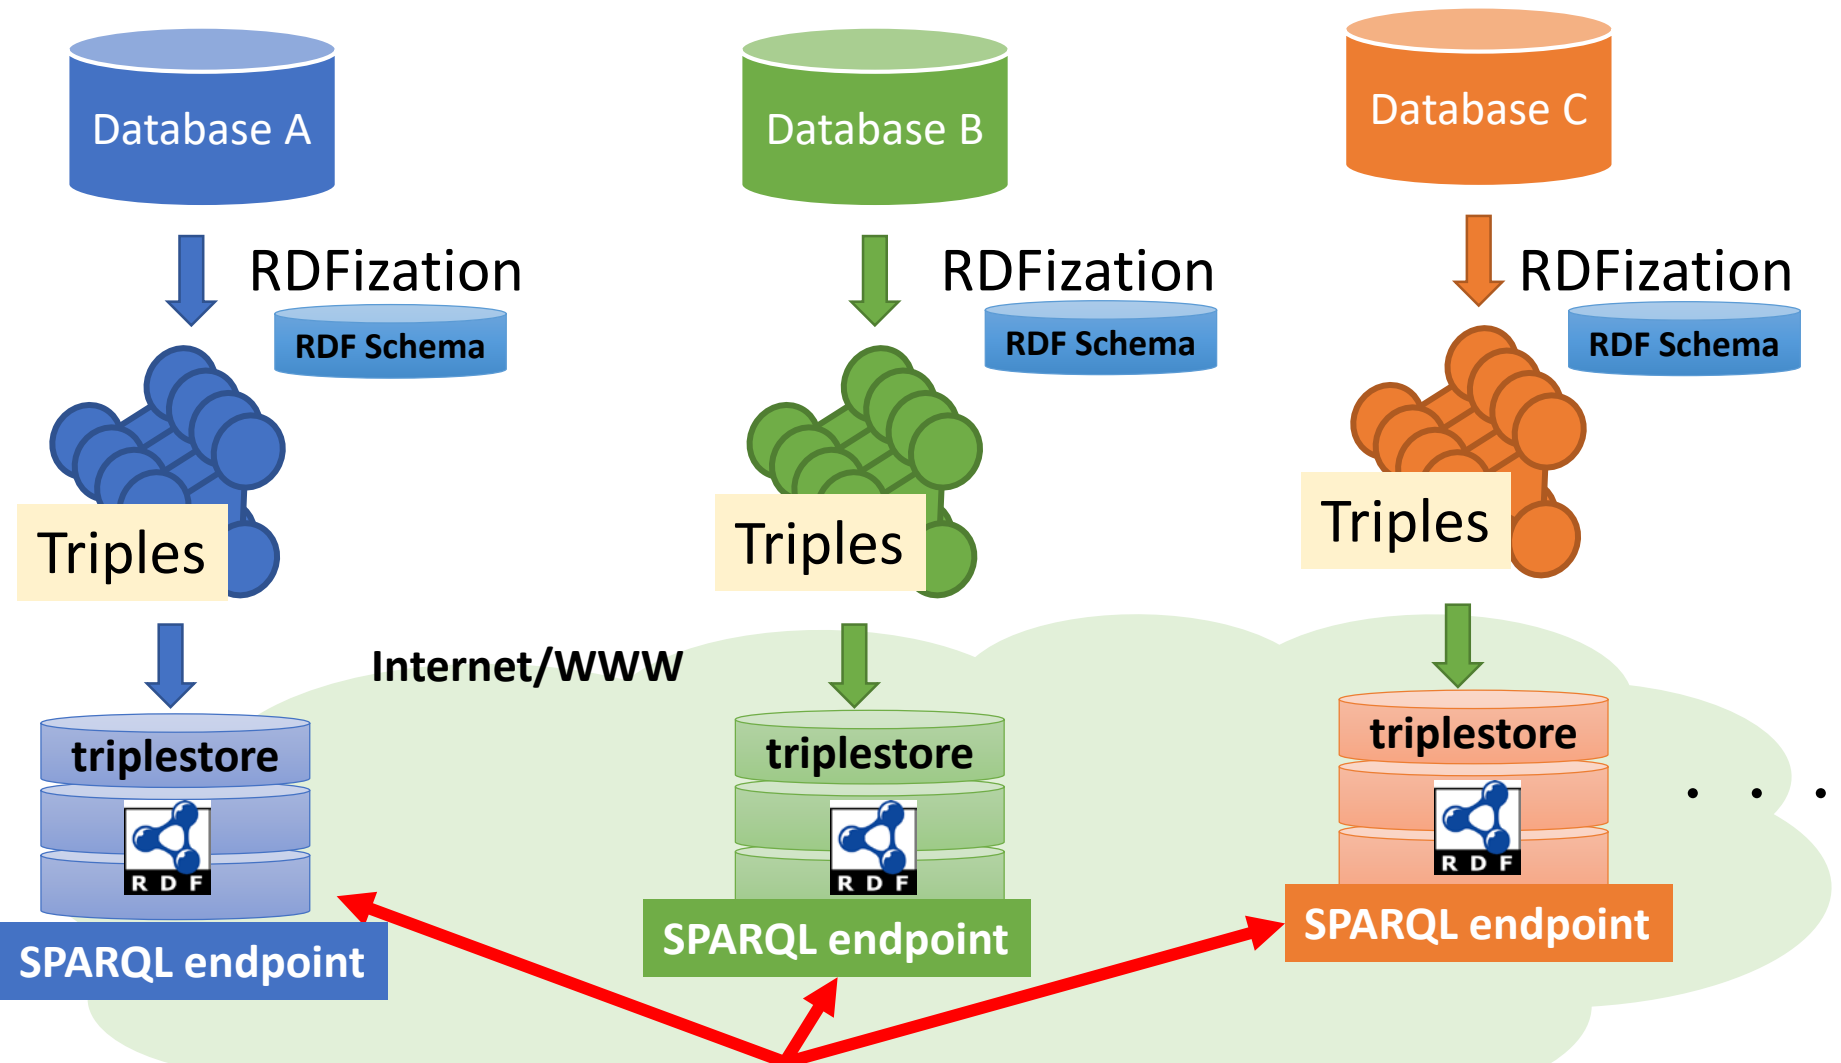 Database A
Database B
Database C
RDFization
RDFization
RDFization
RDF Schema
RDF Schema
RDF Schema
Triples
Triples
Triples
Internet/WWW
triplestore
triplestore
triplestore
. . .
RDF
RDF
RDF
SPARQL endpoint
SPARQL endpoint
SPARQL endpoint